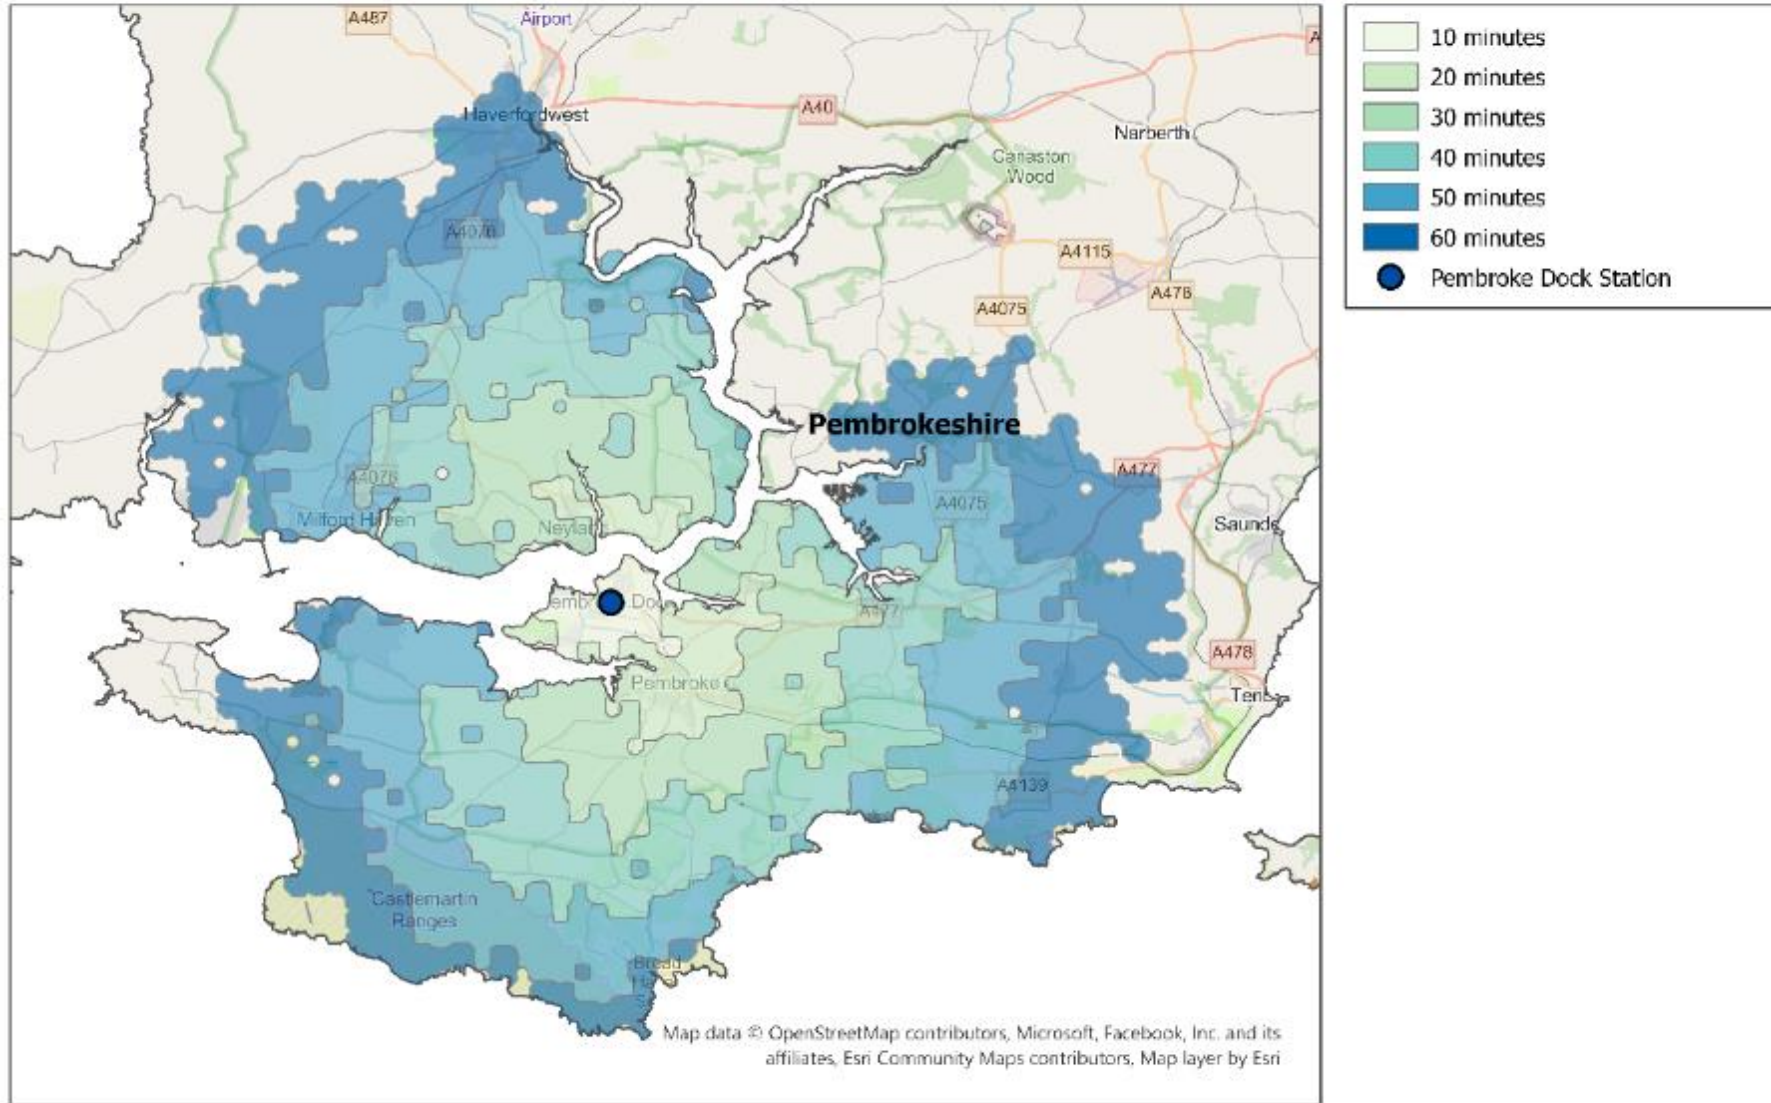 A487
Airport
Haverfordwest
A40
Narberth
Canaston
Wood
A4076
A4115
A4075
A478
Pembrokeshire
A4076
A477
A4075
Milford Haven
Neyland
Saunde
A477
A478
Pembroke
Tenb
A4139
Castlemartin
Ranges
Broad
Map data © OpenStreetMap contributors, Microsoft, Facebook, Inc. and its
affiliates, Esri Community Maps contributors, Map layer by Esri
10 minutes
20 minutes
30 minutes
40 minutes
50 minutes
60 minutes
Pembroke Dock Station